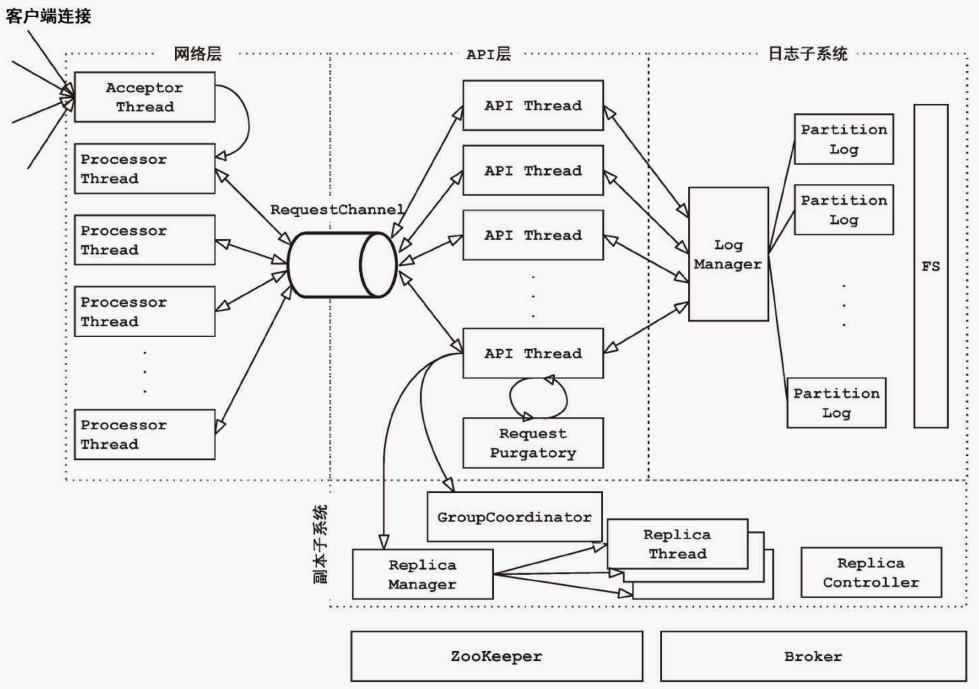 客户端连接
网络层
API层
日志子系统
Acceptor
Thread
Processor
Thread
Processor
Thread
Processor
Thread
Processor
Thread
RequestChannel
API Thread
API Thread
API Thread
API Thread
Request
Purgatory
Log
Manager
Partition
Log
Partition
Log
Partition
Log
FS
副本子系统
GroupCoordinator
Replica
Manager
Replica
Thread
Replica
Controller
ZooKeeper
Broker